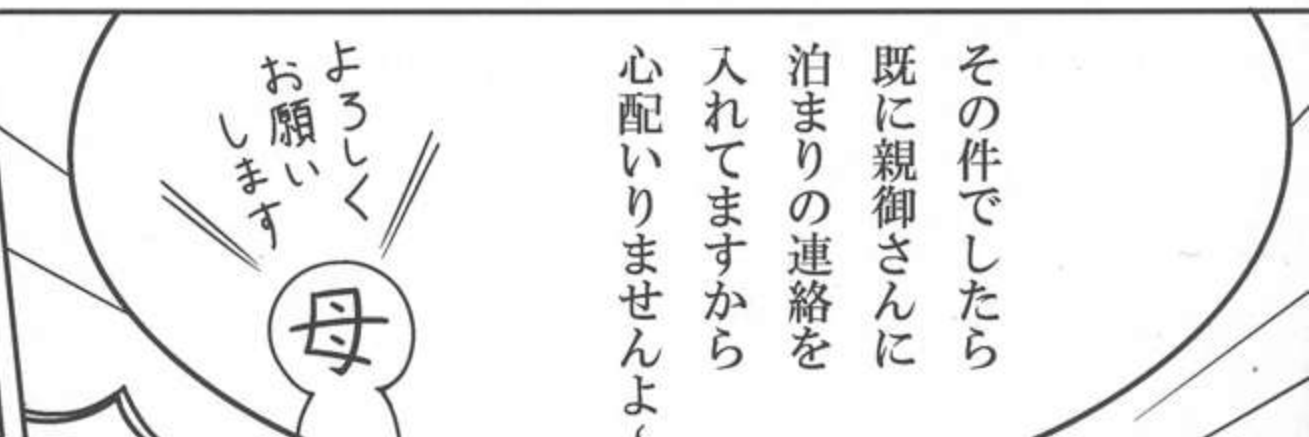 その件でしたら
既に親御さんに
泊まりの連絡を
入れてますから
心配いりませんよ～
よろしく
お願い
します
母